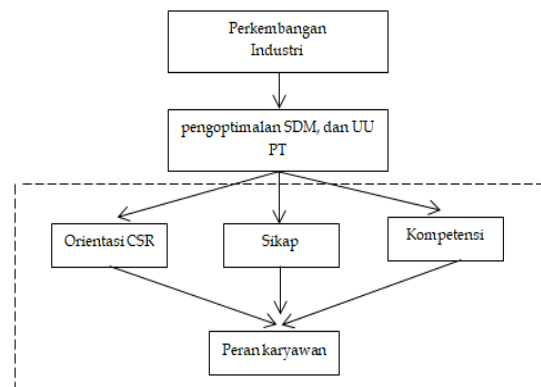 Perkembangan
Industri
pengoptimalan SDM, dan UU
PT
Orientasi CSR
Sikap
Kompetensi
Peran karyawan